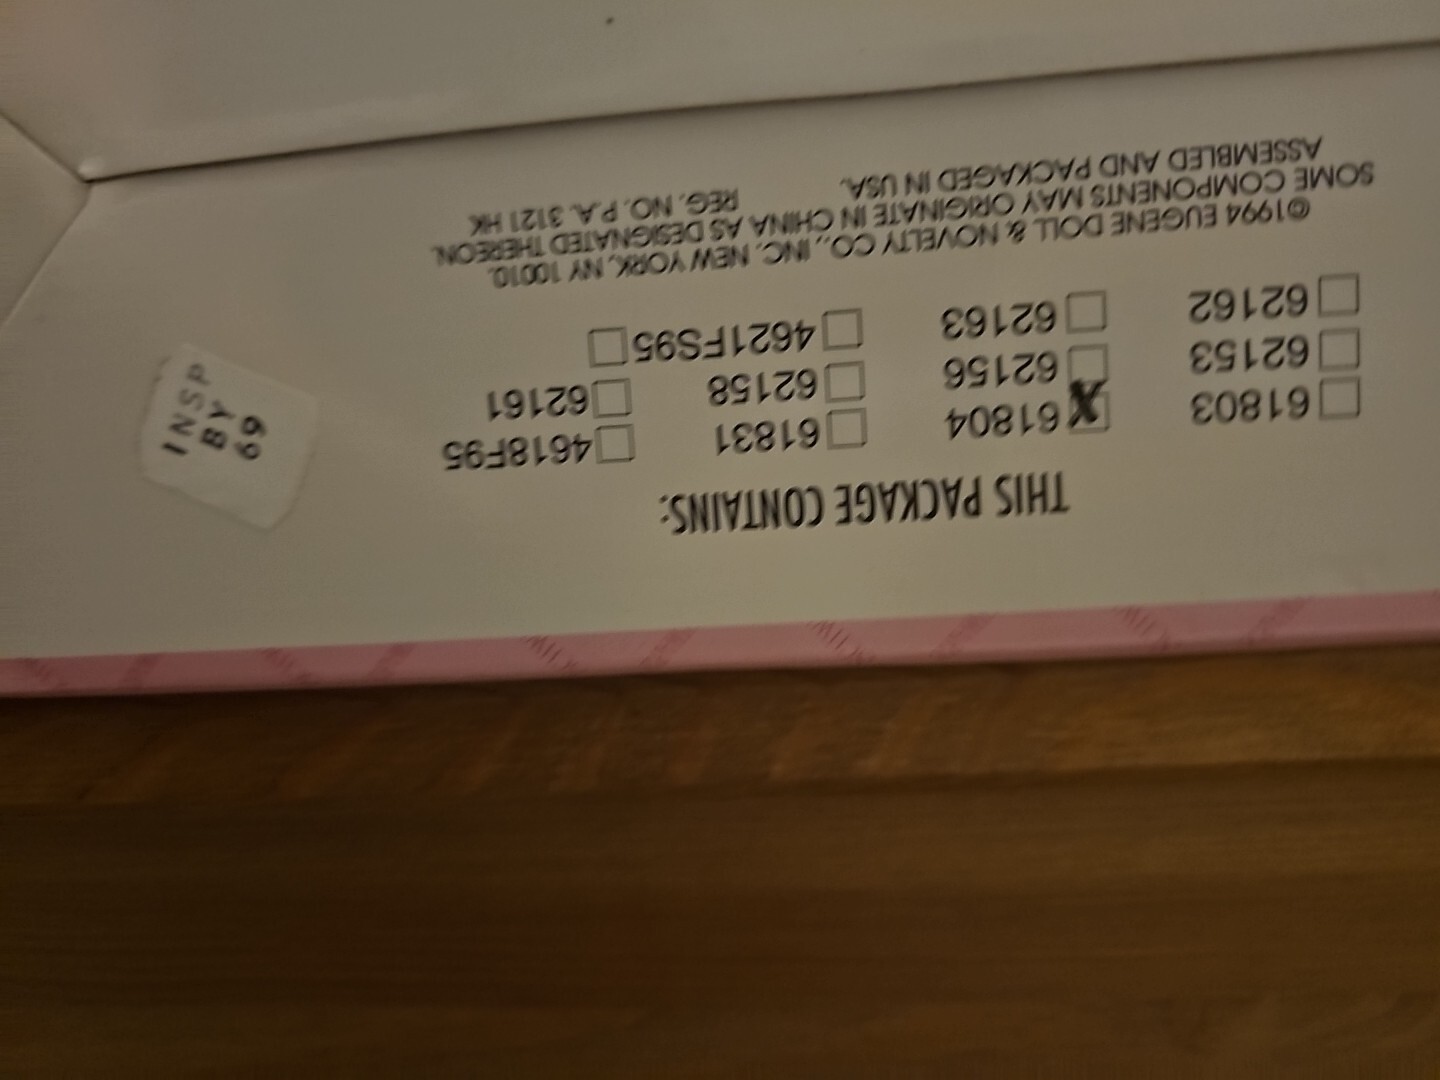 THIS PACKAGE CONTAINS:
☐ 61803 ☒ 61804 ☐ 61831 ☐ 4618F95
☐ 62153 ☐ 62156 ☐ 62158 ☐ 62161
☐ 62162 ☐ 62163 ☐ 4621FS95 ☐
©1994 EUGENE DOLL & NOVELTY CO., INC. NEW YORK, NY 10010.
SOME COMPONENTS MAY ORIGINATE IN CHINA AS DESIGNATED THEREON.
ASSEMBLED AND PACKAGED IN USA. REG. NO. P.A. 3121 HK
INSP
BY
69